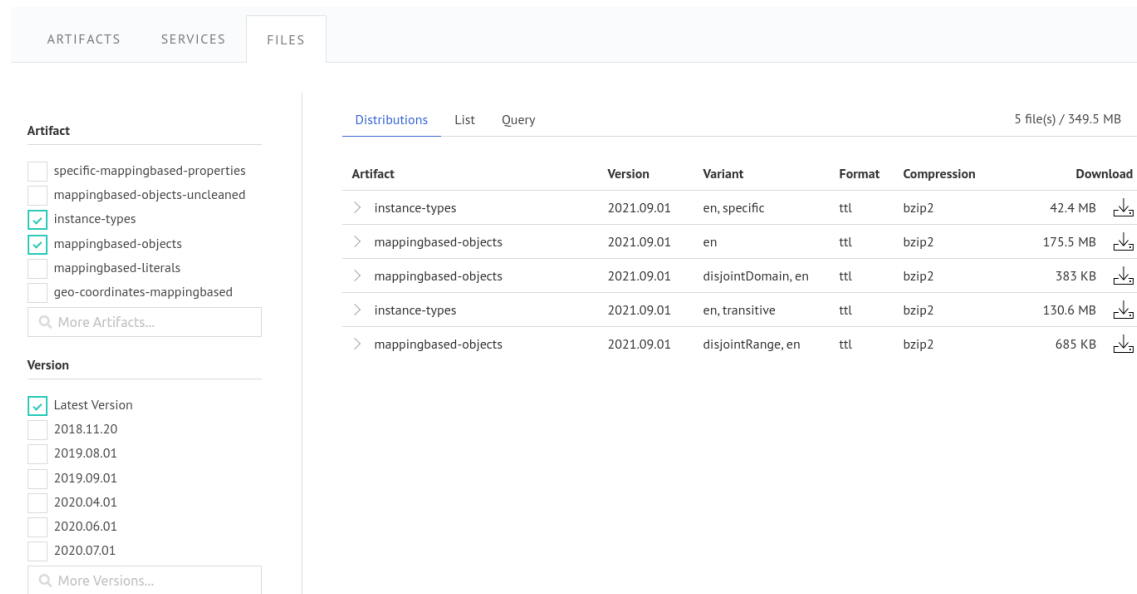 ARTIFACTS SERVICES FILES
Artifact
specific-mappingbased-properties
mappingbased-objects-uncleaned
instance-types
mappingbased-objects
mappingbased-literals
geo-coordinates-mappingbased
More Artifacts...
Version
Latest Version
2018.11.20
2019.08.01
2019.09.01
2020.04.01
2020.06.01
2020.07.01
More Versions...
Distributions List Query 5 file(s) / 349.5 MB
Artifact Version Variant Format Compression Download
instance-types 2021.09.01 en, specific ttl bzip2 42.4 MB
mappingbased-objects 2021.09.01 en ttl bzip2 175.5 MB
mappingbased-objects 2021.09.01 disjointDomain, en ttl bzip2 383 KB
instance-types 2021.09.01 en, transitive ttl bzip2 130.6 MB
mappingbased-objects 2021.09.01 disjointRange, en ttl bzip2 685 KB